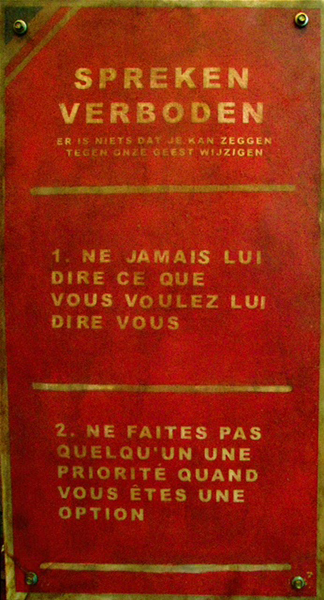 SPREKEN
VERBODEN
ER IS NIETS DAT JE KAN ZEGGEN
TEGEN ONZE GEEST WIJZIGEN
1. NE JAMAIS LUI
DIRE CE QUE
VOUS VOULEZ LUI
DIRE VOUS
2. NE FAITES PAS
QUELQU'UN UNE
PRIORITÉ QUAND
VOUS ÊTES UNE
OPTION